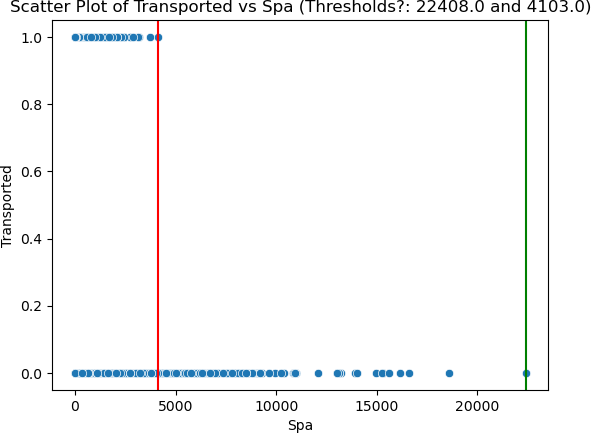 Scatter Plot of Transported vs Spa (Thresholds?: 22408.0 and 4103.0)
1.0
0.8
0.6
0.4
0.2
0.0
Transported
0 5000 10000 15000 20000
Spa